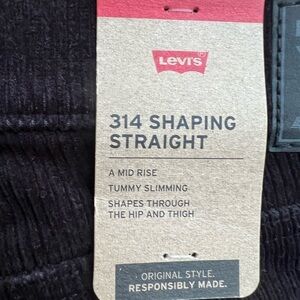 LEVI'S
314 SHAPING
STRAIGHT
A MID RISE
TUMMY SLIMMING
SHAPES THROUGH
THE HIP AND THIGH
ORIGINAL STYLE.
RESPONSIBLY MADE.